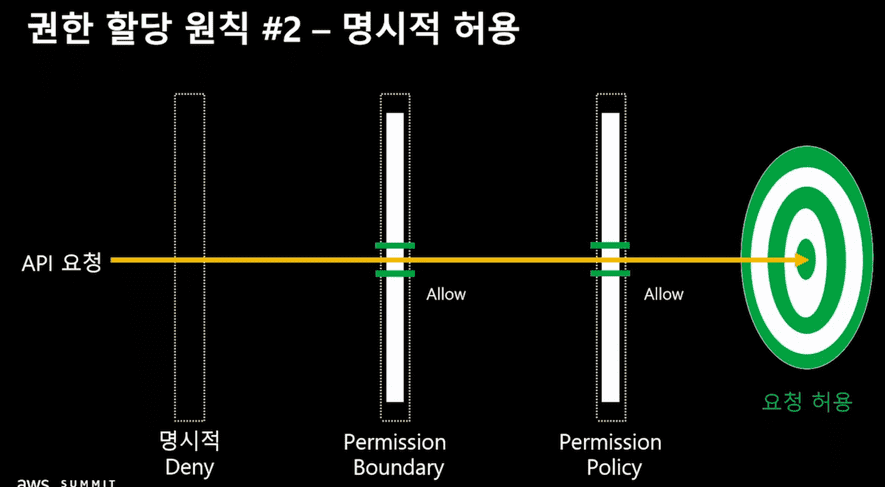 권한 할당 원칙 #2 – 명시적 허용
API 요청
Allow
Allow
요청 허용
명시적
Deny
Permission
Boundary
Permission
Policy
aws SUMMIT